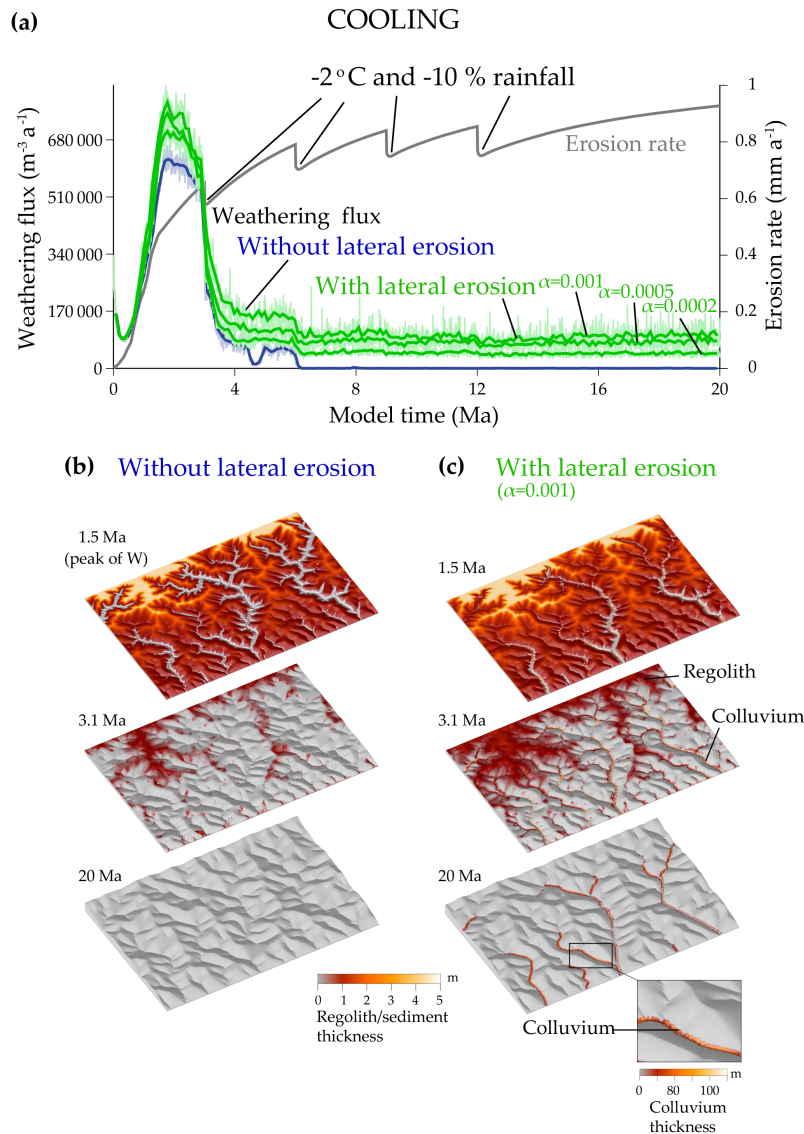 (a)
COOLING
-2 °C and -10 % rainfall
Erosion rate
Weathering flux (m⁻³ a⁻¹)
680 000
510 000
340 000
170 000
0
1
0.8
0.6
0.4
0.2
0
Erosion rate (mm a⁻¹)
Weathering flux
Without lateral erosion
With lateral erosion
α=0.001
α=0.0005
α=0.0002
0 4 8 12 16 20
Model time (Ma)
(b) Without lateral erosion
1.5 Ma
(peak of W)
3.1 Ma
20 Ma
0 1 2 3 4 5 m
Regolith/sediment
thickness
(c) With lateral erosion
(α=0.001)
1.5 Ma
Regolith
3.1 Ma
Colluvium
20 Ma
Colluvium
0 80 100 m
Colluvium
thickness